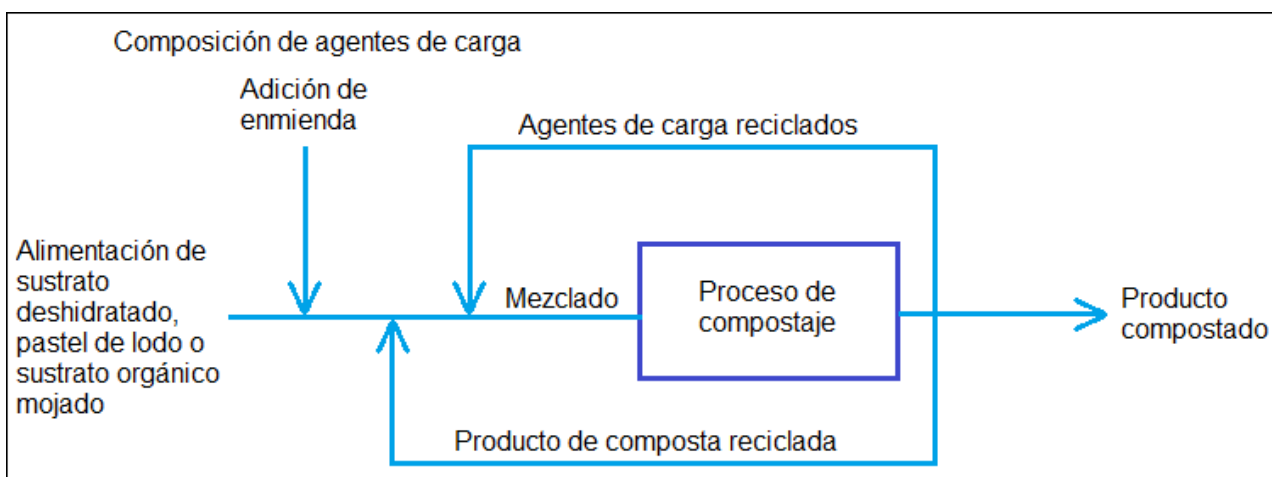 Composición de agentes de carga
Adición de
enmienda
Agentes de carga reciclados
Alimentación de
sustrato
deshidratado,
pastel de lodo o
sustrato orgánico
mojado
Mezclado
Proceso de
compostaje
Producto
compostado
Producto de composta reciclada